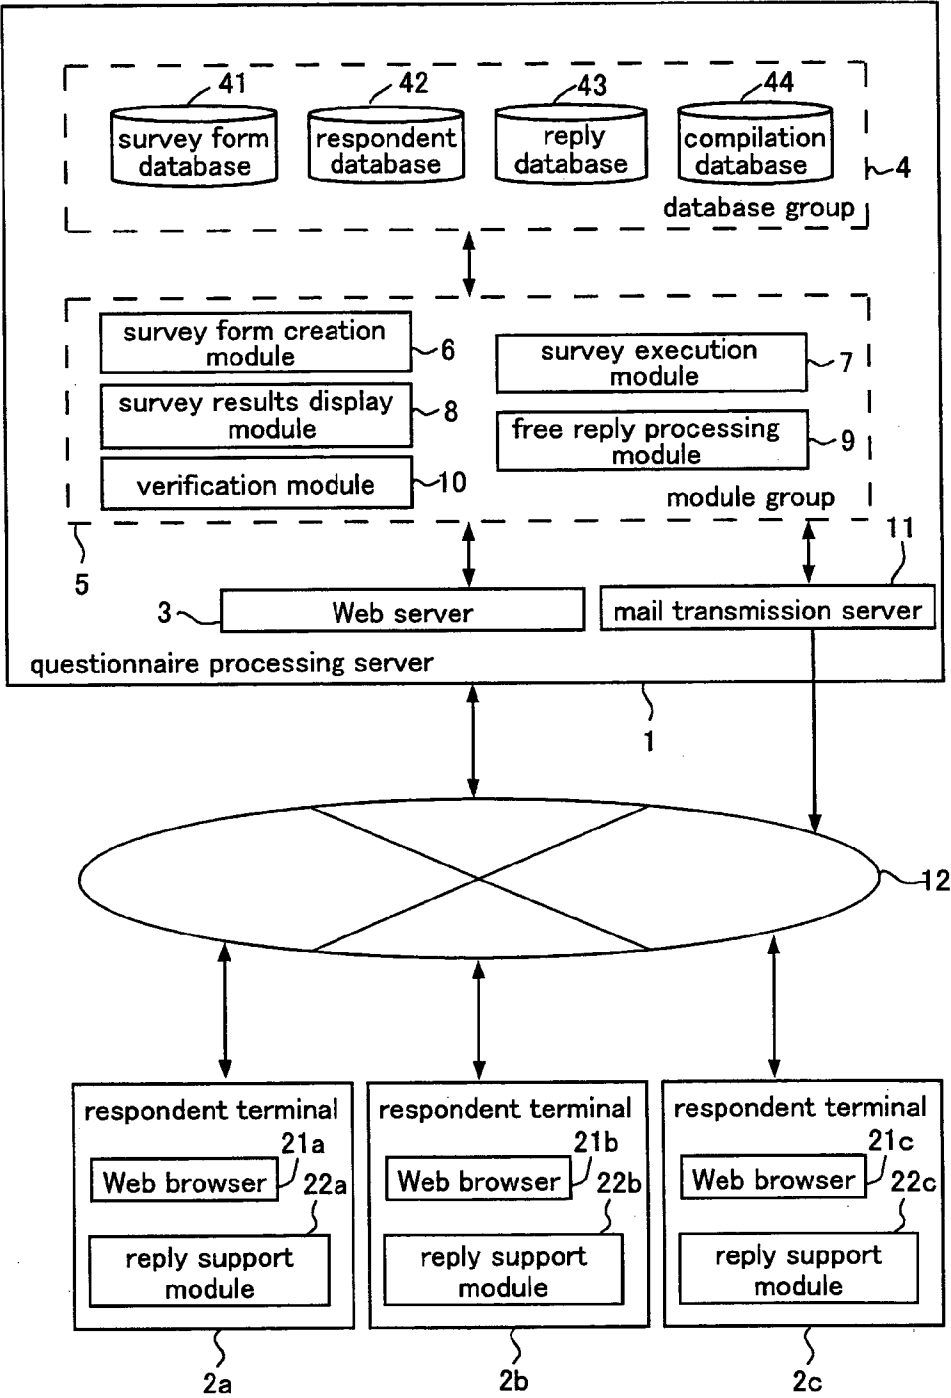 41
42
43
44
survey form
database
respondent
database
reply
database
compilation
database
4
database group
survey form creation
module
6
survey execution
module
7
survey results display
module
8
free reply processing
module
9
verification module
10
module group
5
11
3
Web server
mail transmission server
questionnaire processing server
1
12
respondent terminal
21a
Web browser
22a
reply support
module
2a
respondent terminal
21b
Web browser
22b
reply support
module
2b
respondent terminal
21c
Web browser
22c
reply support
module
2c